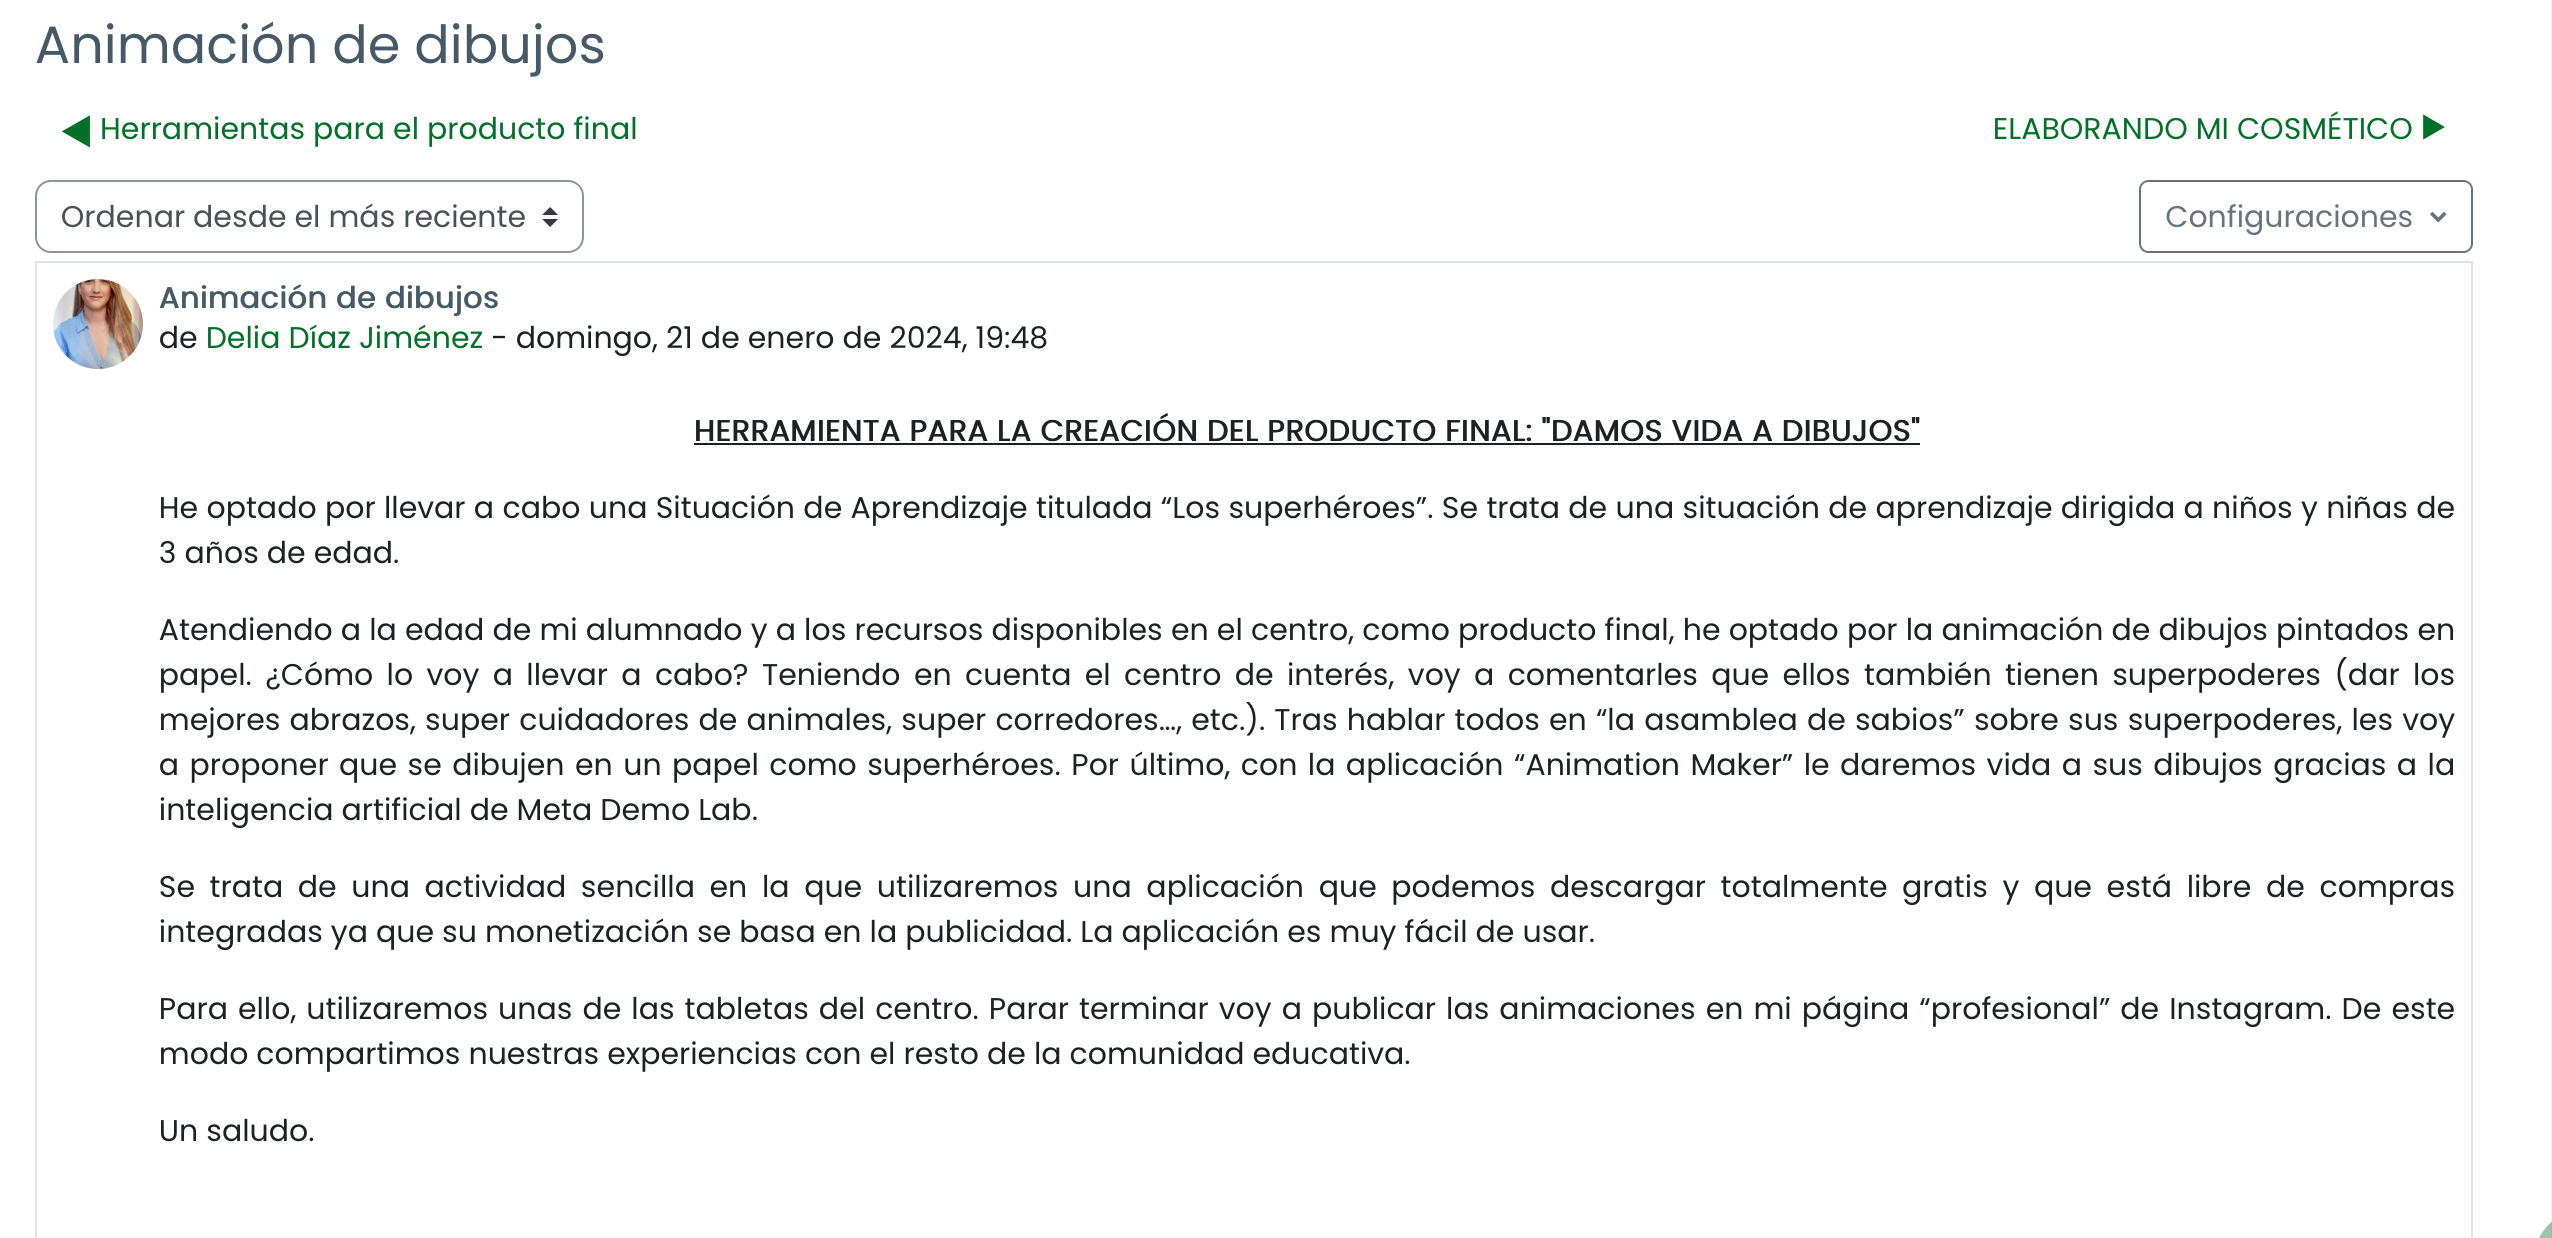 Animación de dibujos
◀ Herramientas para el producto final
ELABORANDO MI COSMÉTICO ▶
Ordenar desde el más reciente
Configuraciones
Animación de dibujos
de Delia Díaz Jiménez - domingo, 21 de enero de 2024, 19:48
HERRAMIENTA PARA LA CREACIÓN DEL PRODUCTO FINAL: "DAMOS VIDA A DIBUJOS"
He optado por llevar a cabo una Situación de Aprendizaje titulada “Los superhéroes”. Se trata de una situación de aprendizaje dirigida a niños y niñas de
3 años de edad.
Atendiendo a la edad de mi alumnado y a los recursos disponibles en el centro, como producto final, he optado por la animación de dibujos pintados en
papel. ¿Cómo lo voy a llevar a cabo? Teniendo en cuenta el centro de interés, voy a comentarles que ellos también tienen superpoderes (dar los
mejores abrazos, super cuidadores de animales, super corredores…, etc.). Tras hablar todos en “la asamblea de sabios” sobre sus superpoderes, les voy
a proponer que se dibujen en un papel como superhéroes. Por último, con la aplicación “Animation Maker” le daremos vida a sus dibujos gracias a la
inteligencia artificial de Meta Demo Lab.
Se trata de una actividad sencilla en la que utilizaremos una aplicación que podemos descargar totalmente gratis y que está libre de compras
integradas ya que su monetización se basa en la publicidad. La aplicación es muy fácil de usar.
Para ello, utilizaremos unas de las tabletas del centro. Parar terminar voy a publicar las animaciones en mi página “profesional” de Instagram. De este
modo compartimos nuestras experiencias con el resto de la comunidad educativa.
Un saludo.